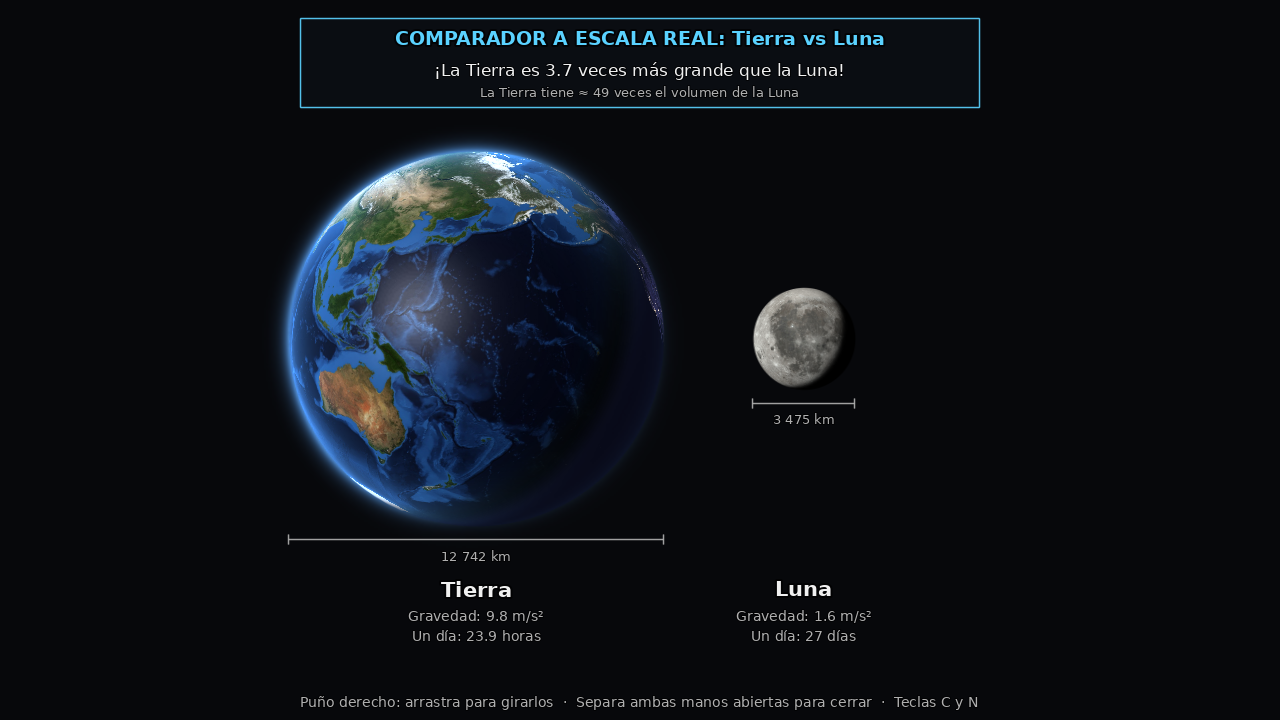 COMPARADOR A ESCALA REAL: Tierra vs Luna
¡La Tierra es 3.7 veces más grande que la Luna!
La Tierra tiene ≈ 49 veces el volumen de la Luna
3 475 km
12 742 km
Tierra
Gravedad: 9.8 m/s²
Un día: 23.9 horas
Luna
Gravedad: 1.6 m/s²
Un día: 27 días
Puño derecho: arrastra para girarlos · Separa ambas manos abiertas para cerrar · Teclas C y N